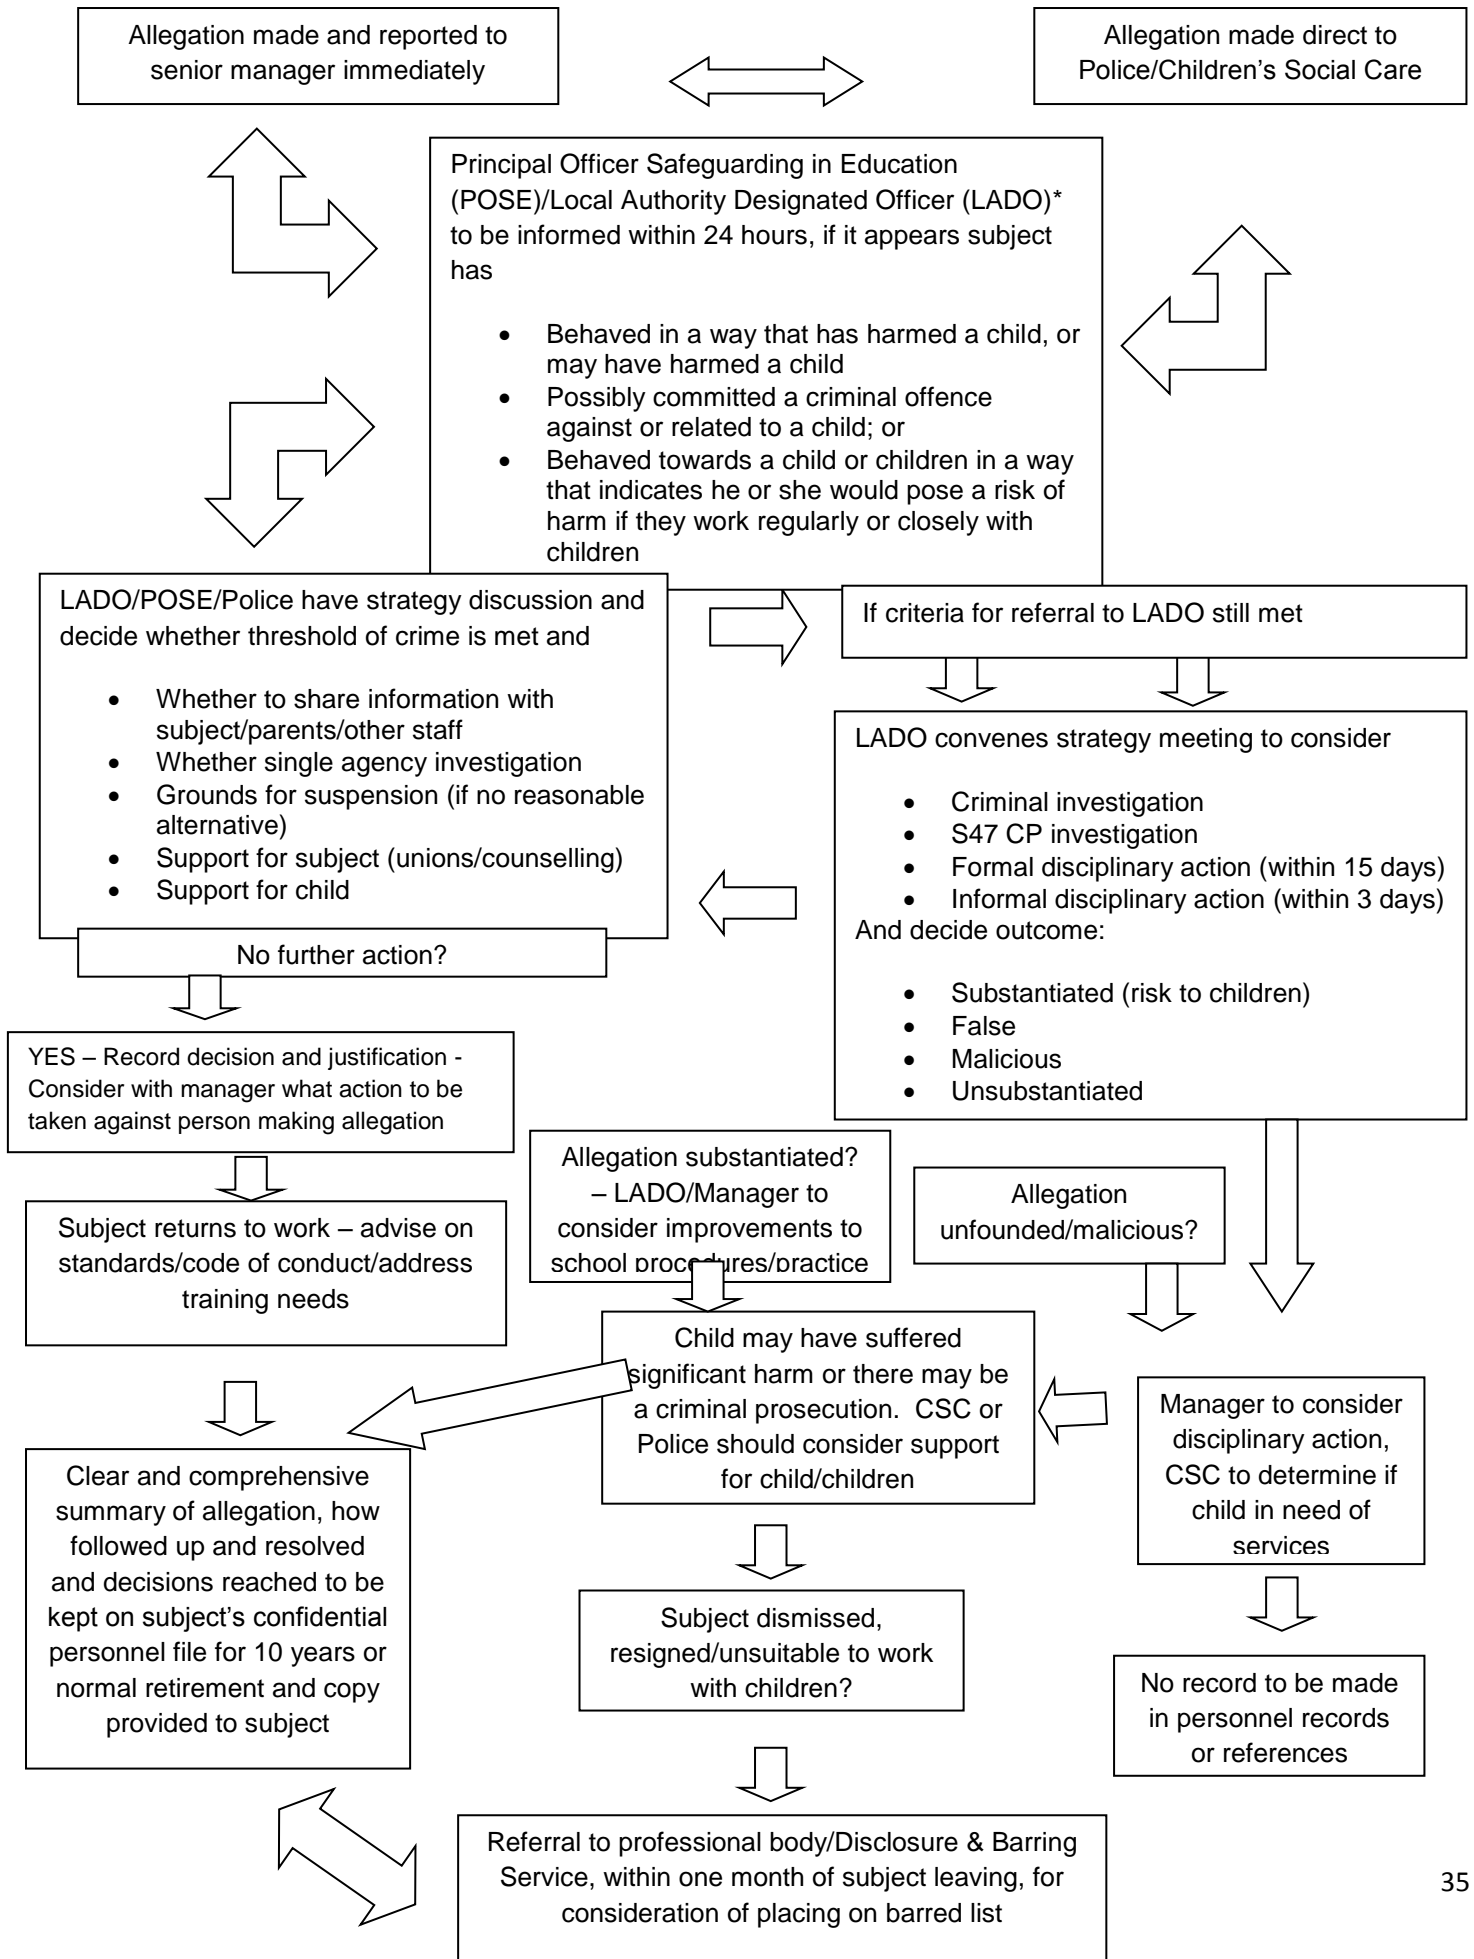 Allegation made and reported to
senior manager immediately
Allegation made direct to
Police/Children's Social Care
Principal Officer Safeguarding in Education
(POSE)/Local Authority Designated Officer (LADO)*
to be informed within 24 hours, if it appears subject
has
• Behaved in a way that has harmed a child, or
may have harmed a child
• Possibly committed a criminal offence
against or related to a child; or
• Behaved towards a child or children in a way
that indicates he or she would pose a risk of
harm if they work regularly or closely with
children
LADO/POSE/Police have strategy discussion and
decide whether threshold of crime is met and
• Whether to share information with
subject/parents/other staff
• Whether single agency investigation
• Grounds for suspension (if no reasonable
alternative)
• Support for subject (unions/counselling)
• Support for child
If criteria for referral to LADO still met
LADO convenes strategy meeting to consider
• Criminal investigation
• S47 CP investigation
• Formal disciplinary action (within 15 days)
• Informal disciplinary action (within 3 days)
And decide outcome:
• Substantiated (risk to children)
• False
• Malicious
• Unsubstantiated
No further action?
YES – Record decision and justification -
Consider with manager what action to be
taken against person making allegation
Subject returns to work – advise on
standards/code of conduct/address
training needs
Allegation substantiated?
– LADO/Manager to
consider improvements to
school procedures/practice
Allegation
unfounded/malicious?
Child may have suffered
significant harm or there may be
a criminal prosecution. CSC or
Police should consider support
for child/children
Manager to consider
disciplinary action,
CSC to determine if
child in need of
services
Clear and comprehensive
summary of allegation, how
followed up and resolved
and decisions reached to be
kept on subject's confidential
personnel file for 10 years or
normal retirement and copy
provided to subject
Subject dismissed,
resigned/unsuitable to work
with children?
No record to be made
in personnel records
or references
Referral to professional body/Disclosure & Barring
Service, within one month of subject leaving, for
consideration of placing on barred list
35